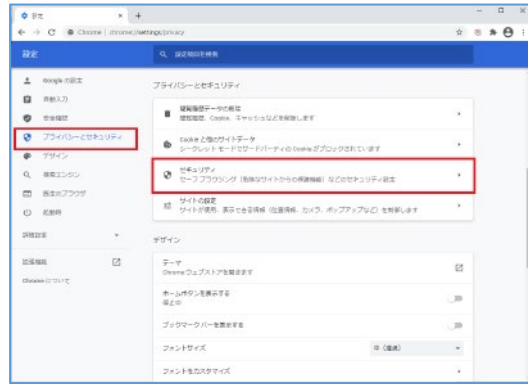 設定
Chrome | chrome://settings/privacy
設定
設定項目を検索
Google の設定
自動入力
安全確認
プライバシーとセキュリティ
デザイン
検索エンジン
既定のブラウザ
起動時
詳細設定
拡張機能
Chrome について
プライバシーとセキュリティ
閲覧履歴データの削除
閲覧履歴、Cookie、キャッシュなどを削除します
Cookie と他のサイトデータ
シークレット モードでサードパーティの Cookie がブロックされています
セキュリティ
セーフ ブラウジング（危険なサイトからの保護機能）などのセキュリティ設定
サイトの設定
サイトが使用、表示できる情報（位置情報、カメラ、ポップアップなど）を制御します
デザイン
テーマ
Chrome ウェブストアを開きます
ホームボタンを表示する
停止中
ブックマーク バーを表示する
フォントサイズ
中（推奨）
フォントをカスタマイズ